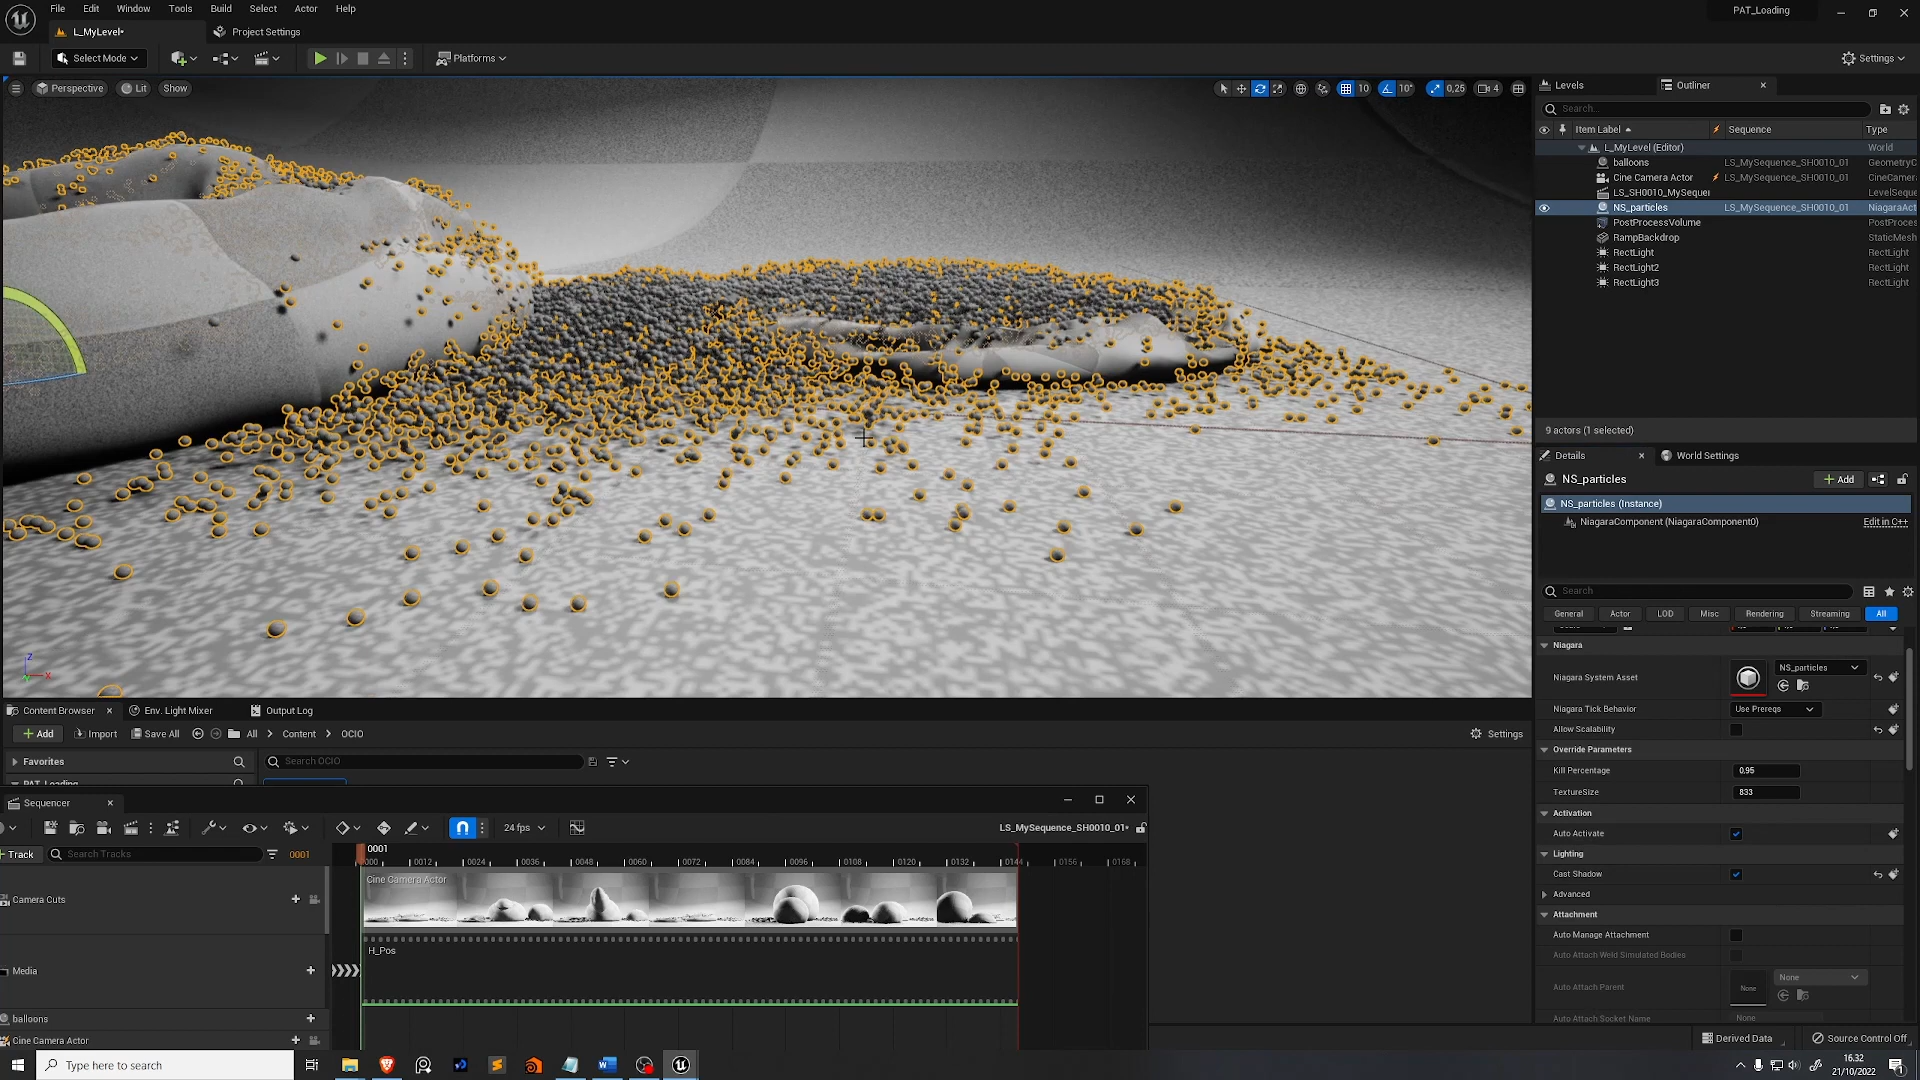 File Edit Window Tools Build Select Actor Help
PAT_Loading
L_MyLevel•
Project Settings
Select Mode
Platforms
Settings
Perspective Lit Show
10 10° 0,25 4
Levels Outliner
Search...
Item Label Sequence Type
L_MyLevel (Editor) World
balloons LS_MySequence_SH0010_01 GeometryC
Cine Camera Actor LS_MySequence_SH0010_01 CineCamera
LS_SH0010_MySequen LevelSeque
NS_particles LS_MySequence_SH0010_01 NiagaraAct
PostProcessVolume PostProces
RampBackdrop StaticMesh
RectLight RectLight
RectLight2 RectLight
RectLight3 RectLight
9 actors (1 selected)
Details World Settings
NS_particles
Add
NS_particles (Instance)
NiagaraComponent (NiagaraComponent0) Edit in C++
Search
General Actor LOD Misc Rendering Streaming All
Niagara
Niagara System Asset NS_particles
Niagara Tick Behavior Use Prereqs
Allow Scalability
Override Parameters
Kill Percentage 0.95
TextureSize 833
Activation
Auto Activate
Lighting
Cast Shadow
Advanced
Attachment
Auto Manage Attachment
Auto Attach Weld Simulated Bodies
Auto Attach Parent None None
Auto Attach Socket Name None
Derived Data Source Control Off
Z
X
Content Browser Env. Light Mixer Output Log
Add Import Save All All Content OCIO Settings
Favorites Search OCIO
PAT_Loading
Sequencer
24 fps LS_MySequence_SH0010_01•
Track Search Tracks 0001
0001
000 0012 0024 0036 0048 0060 0072 0084 0096 0108 0120 0132 0144 0156 0168
Camera Cuts
Cine Camera Actor
Media
H_Pos
balloons
Cine Camera Actor
Type here to search
16.32
21/10/2022
1